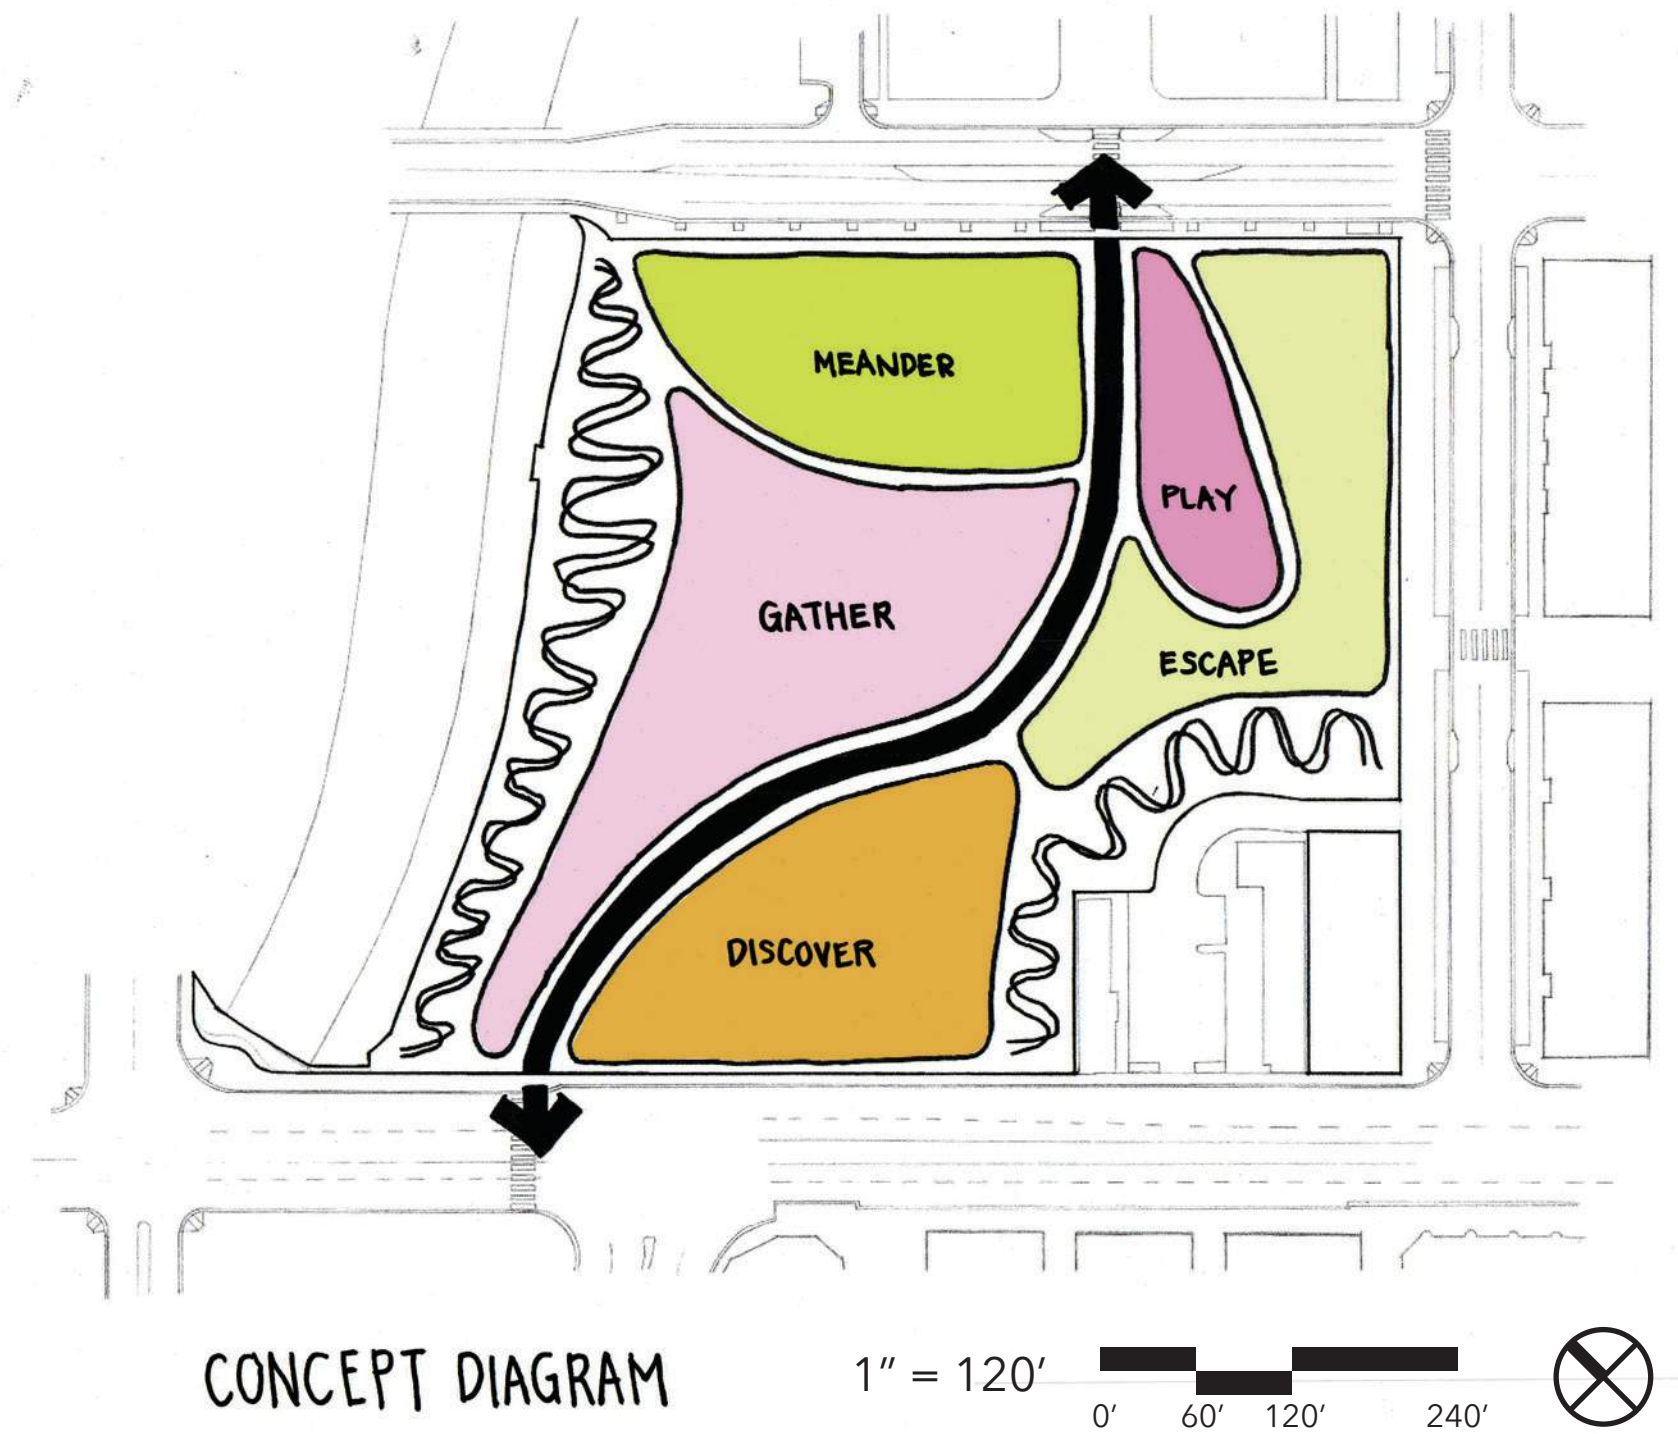 MEANDER
PLAY
GATHER
ESCAPE
DISCOVER
CONCEPT DIAGRAM
1” = 120’
0’ 60’ 120’ 240’